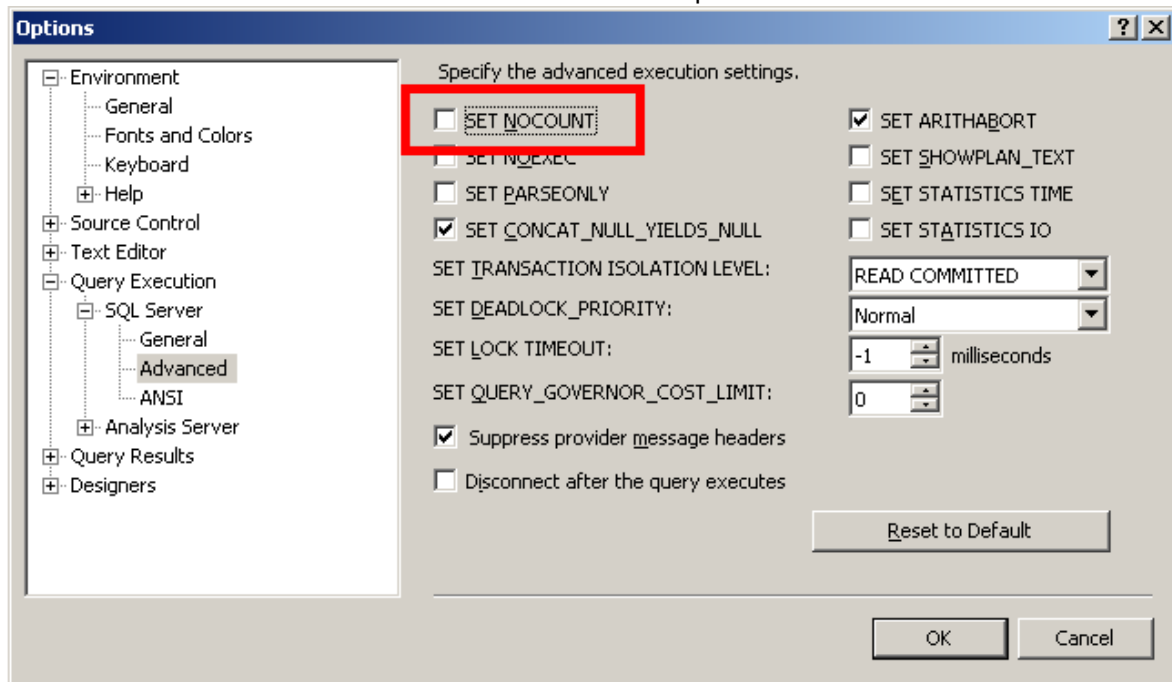 Options
Environment
General
Fonts and Colors
Keyboard
Help
Source Control
Text Editor
Query Execution
SQL Server
General
Advanced
ANSI
Analysis Server
Query Results
Designers
Specify the advanced execution settings.
SET NOCOUNT
SET NOEXEC
SET PARSEONLY
SET CONCAT_NULL_YIELDS_NULL
SET ARITHABORT
SET SHOWPLAN_TEXT
SET STATISTICS TIME
SET STATISTICS IO
SET TRANSACTION ISOLATION LEVEL: READ COMMITTED
SET DEADLOCK_PRIORITY: Normal
SET LOCK TIMEOUT: -1 milliseconds
SET QUERY_GOVERNOR_COST_LIMIT: 0
Suppress provider message headers
Disconnect after the query executes
Reset to Default
OK Cancel